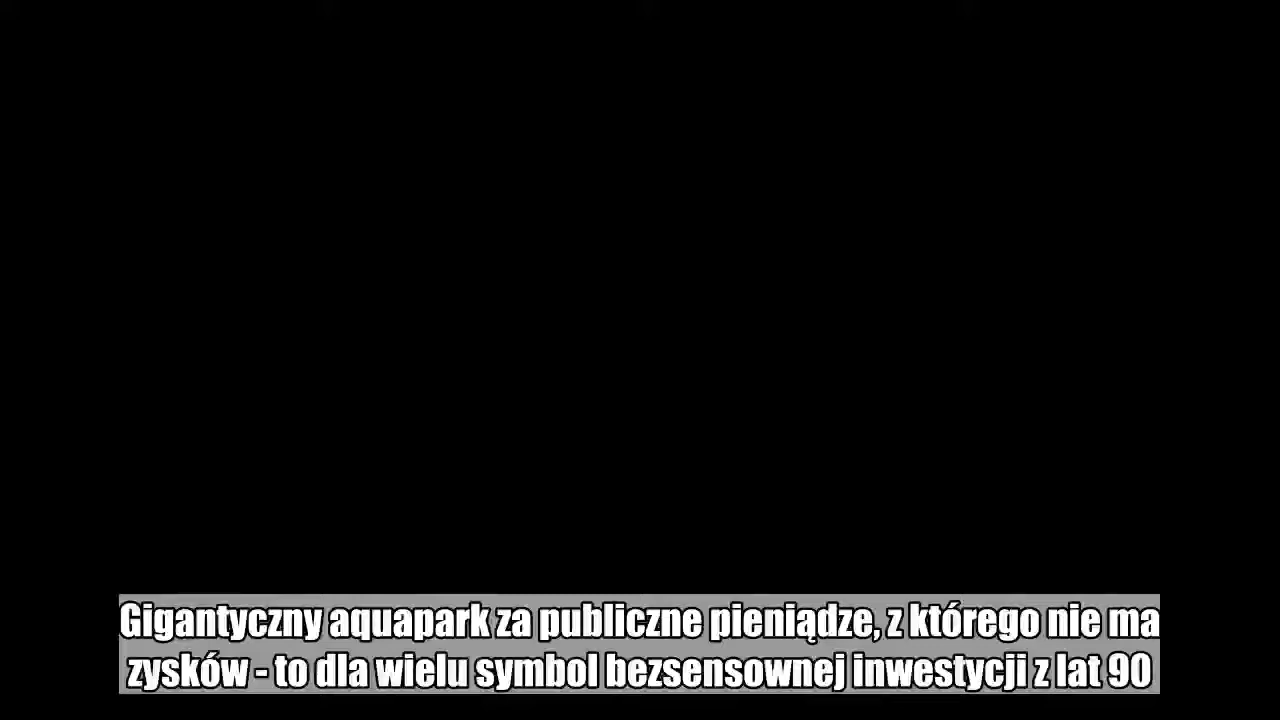 Gigantyczny aquapark za publiczne pieniądze, z którego nie ma
zysków - to dla wielu symbol bezsensownej inwestycji z lat 90